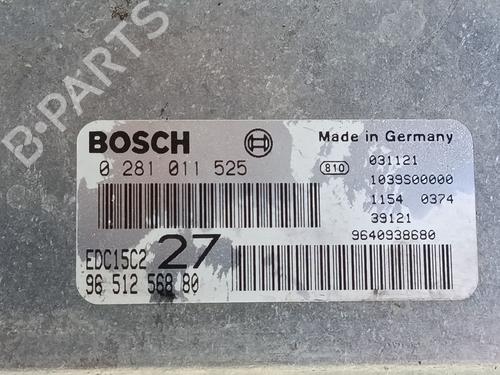 B-PARTS
BOSCH
Made in Germany
0 281 011 525
810
031121
1039S00000
1154 0374
39121
9640938680
EDC15C2 27
96 512 568 80